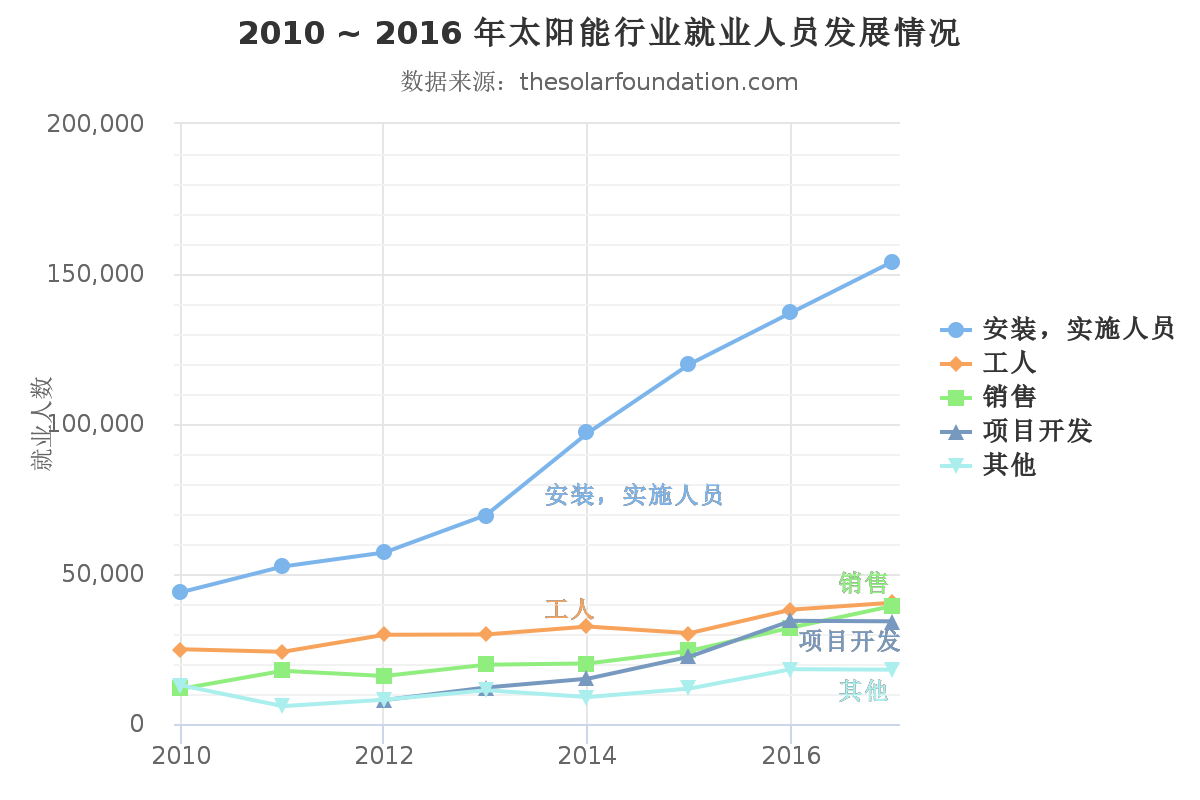 2010 ~ 2016 年太阳能行业就业人员发展情况
数据来源：thesolarfoundation.com
200,000
150,000
100,000
50,000
0
就业人数
安装，实施人员
工人
销售
项目开发
其他
2010
2012
2014
2016
安装，实施人员
工人
销售
项目开发
其他